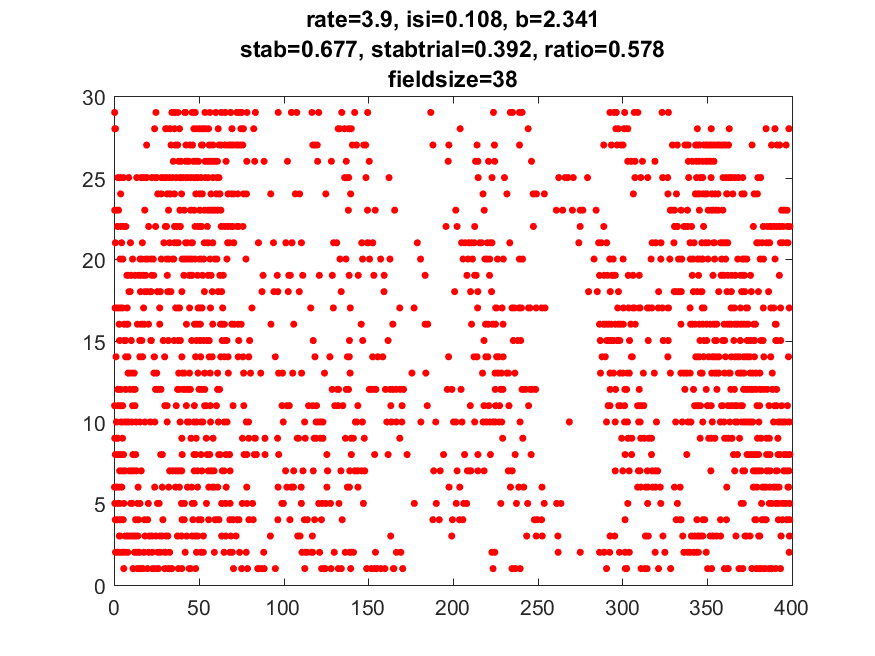 rate=3.9, isi=0.108, b=2.341
stab=0.677, stabtrial=0.392, ratio=0.578
fieldsize=38
30
25
20
15
10
5
0
0 50 100 150 200 250 300 350 400